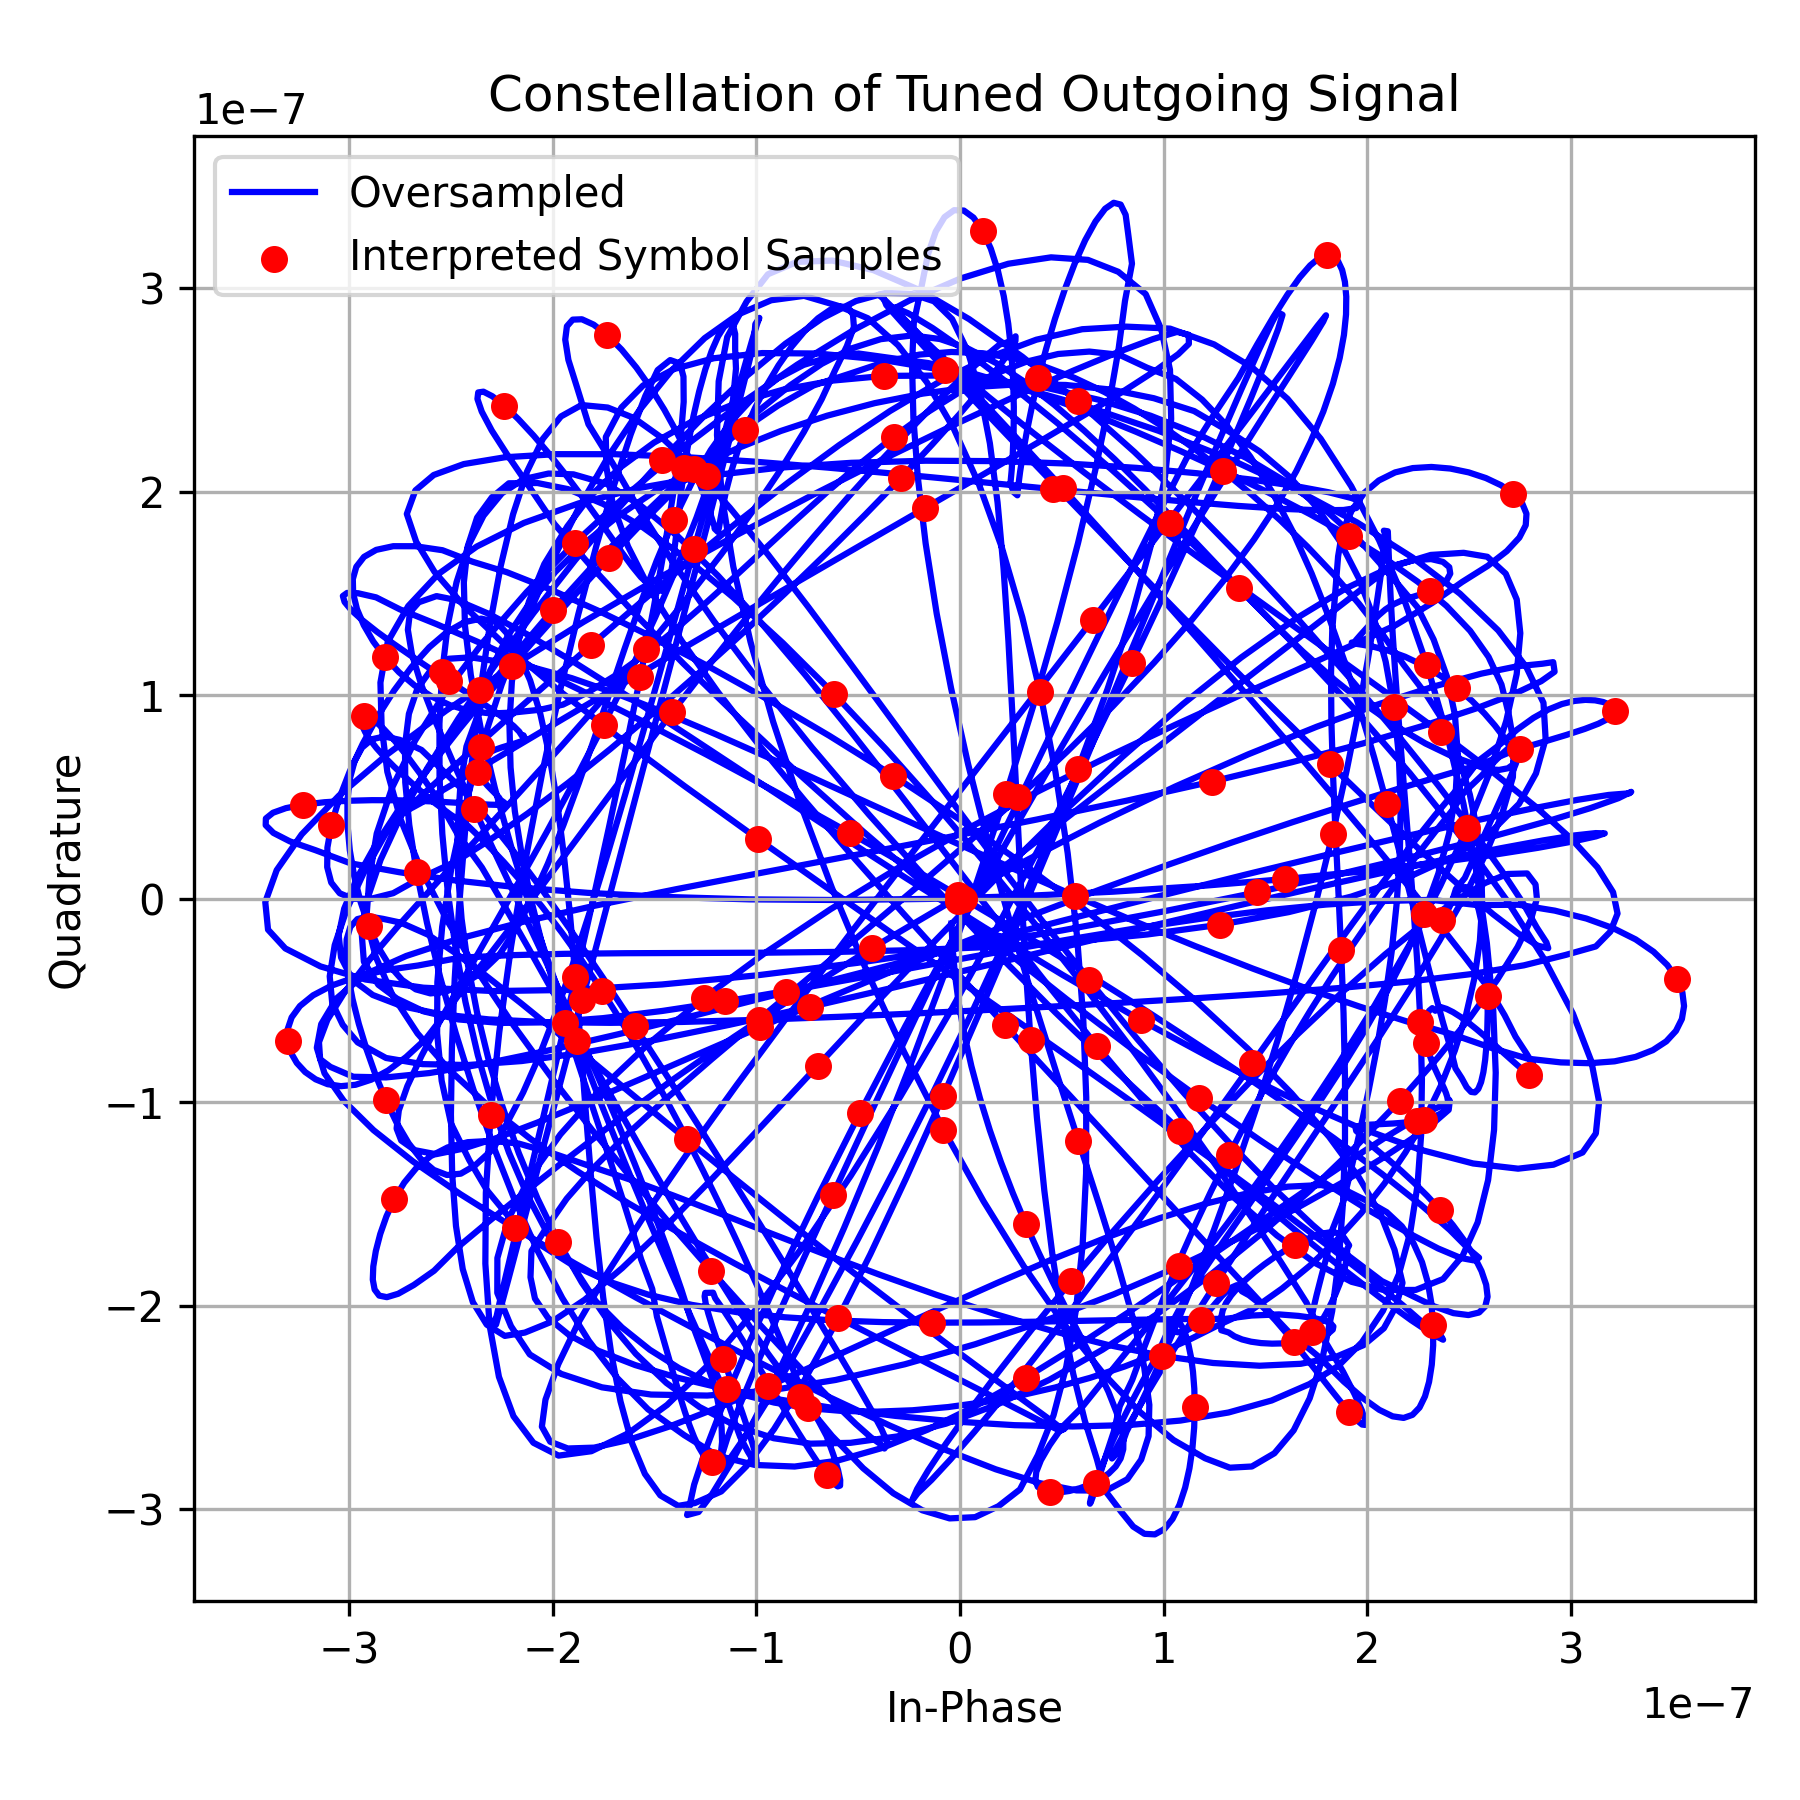 Constellation of Tuned Outgoing Signal
1e−7
Oversampled
Interpreted Symbol Samples
3
2
1
0
−1
−2
−3
Quadrature
−3 −2 −1 0 1 2 3
In-Phase
1e−7